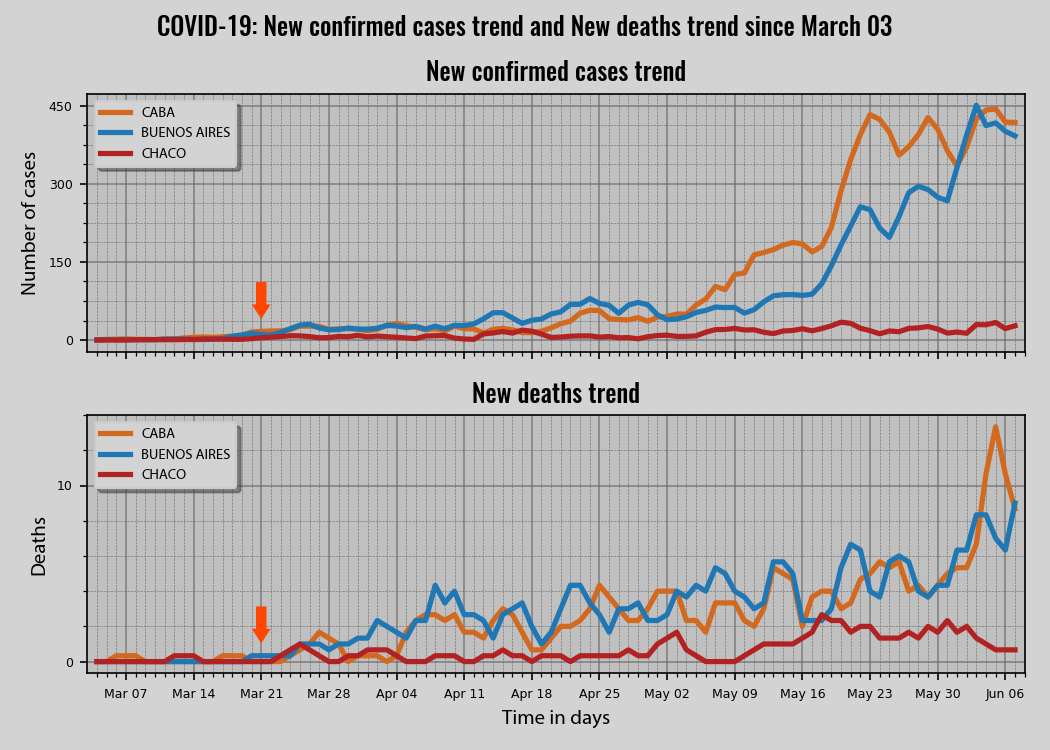 COVID-19: New confirmed cases trend and New deaths trend since March 03
New confirmed cases trend
450
300
150
0
Number of cases
CABA
BUENOS AIRES
CHACO
New deaths trend
10
0
Deaths
CABA
BUENOS AIRES
CHACO
Mar 07 Mar 14 Mar 21 Mar 28 Apr 04 Apr 11 Apr 18 Apr 25 May 02 May 09 May 16 May 23 May 30 Jun 06
Time in days